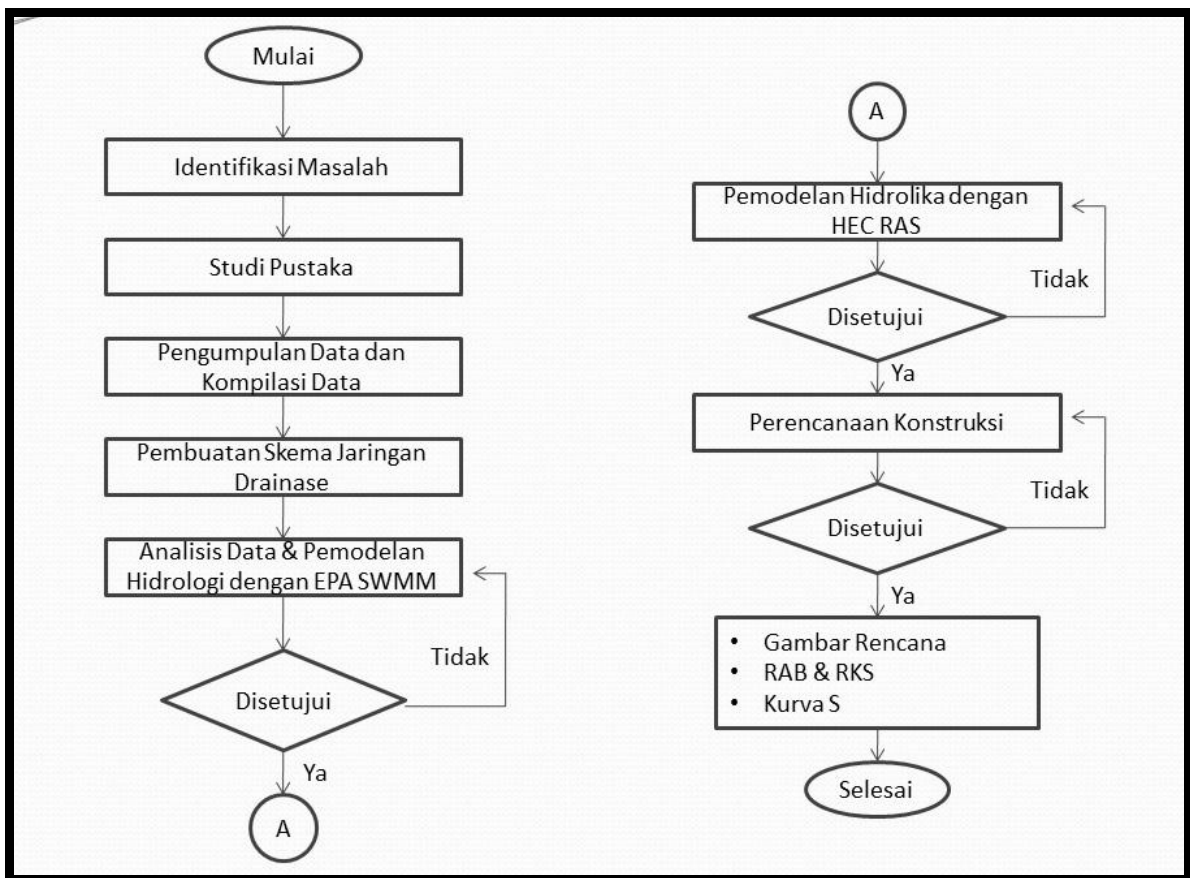 Mulai
Identifikasi Masalah
Studi Pustaka
Pengumpulan Data dan
Kompilasi Data
Pembuatan Skema Jaringan
Drainase
Analisis Data & Pemodelan
Hidrologi dengan EPA SWMM
Tidak
Disetujui
Ya
A
A
Pemodelan Hidrolika dengan
HEC RAS
Tidak
Disetujui
Ya
Perencanaan Konstruksi
Tidak
Disetujui
Ya
• Gambar Rencana
• RAB & RKS
• Kurva S
Selesai